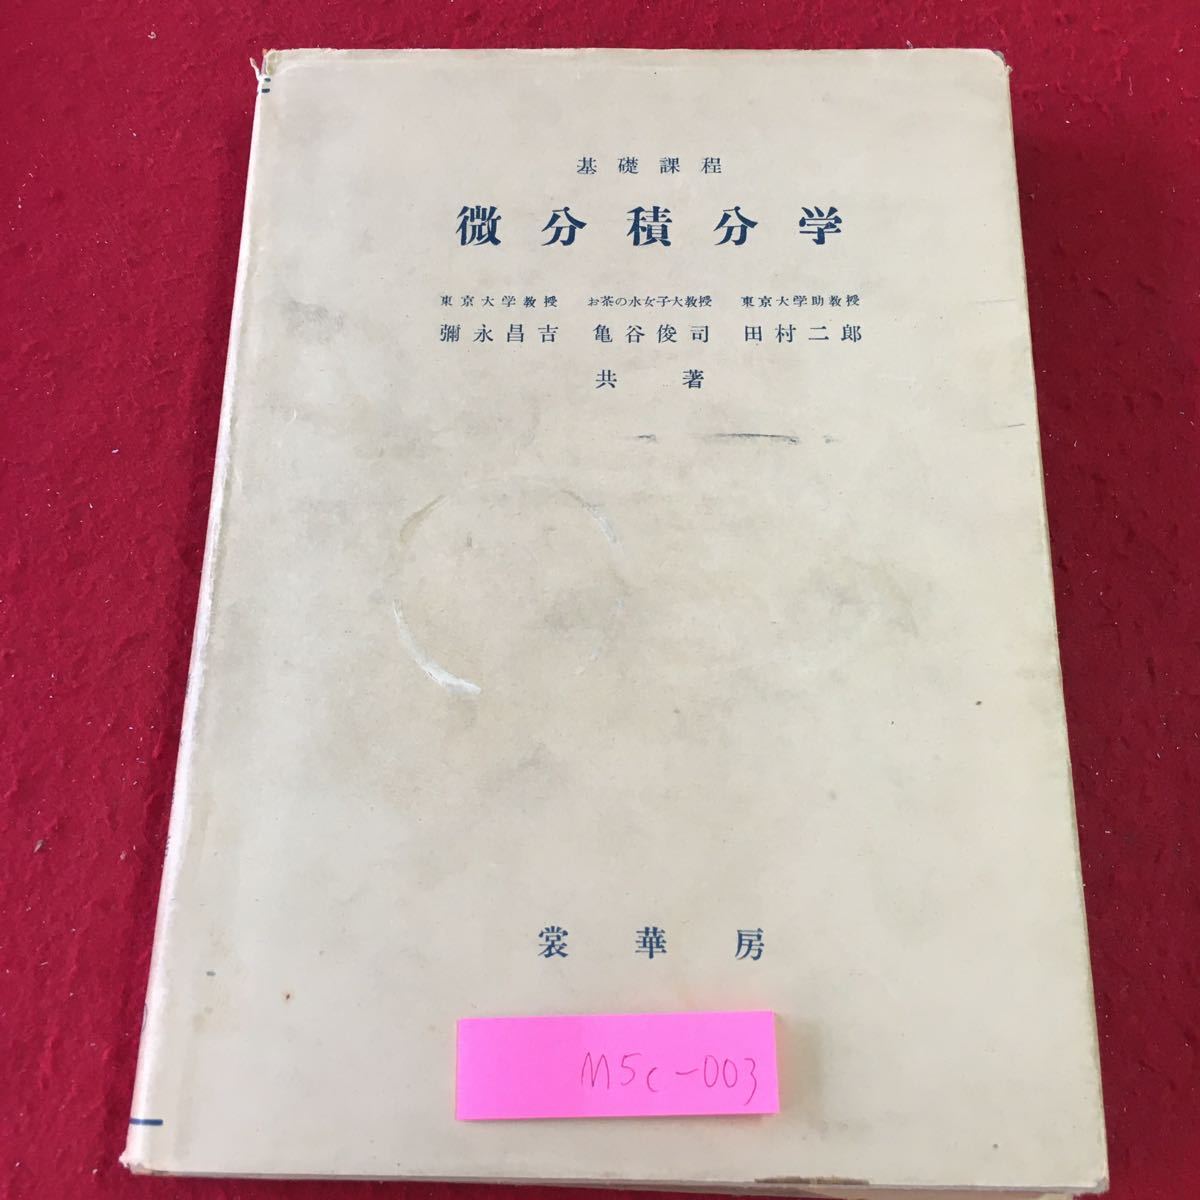 基礎課程
微分積分学
東京大学教授 お茶の水女子大教授 東京大学助教授
彌永昌吉 亀谷俊司 田村二郎
共著
裳華房
M5c-003